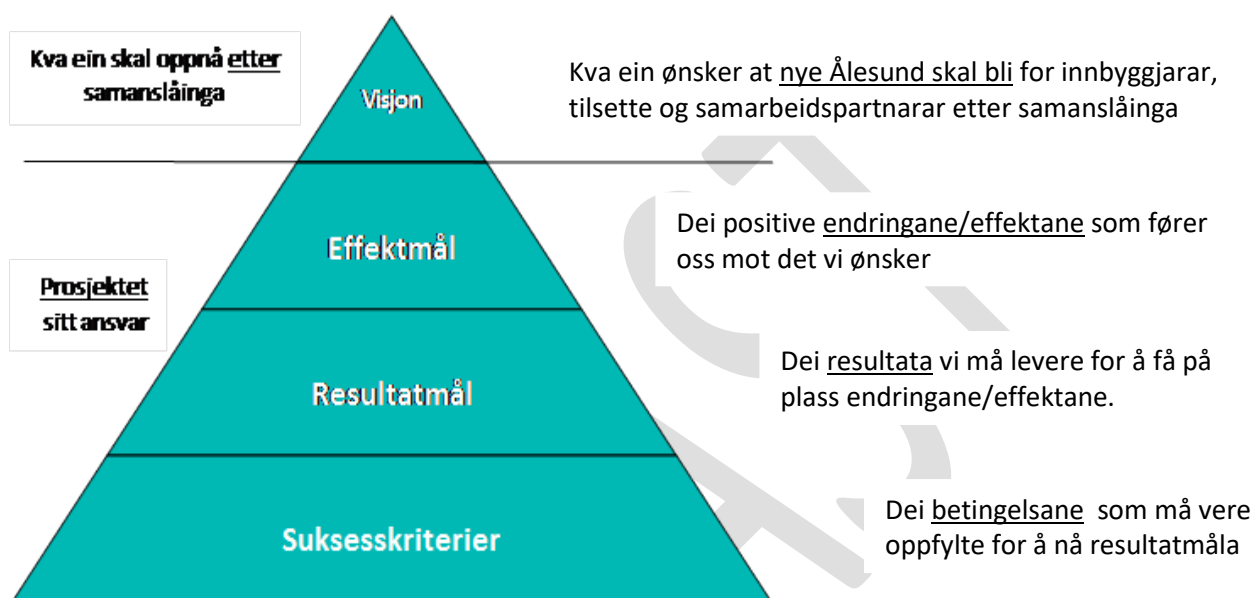 Kva ein skal oppnå etter
samanslåinga
Visjon
Kva ein ønsker at nye Ålesund skal bli for innbyggjarar,
tilsette og samarbeidspartnarar etter samanslåinga
Effektmål
Dei positive endringane/effektane som fører
oss mot det vi ønsker
Prosjektet
sitt ansvar
Resultatmål
Dei resultata vi må levere for å få på
plass endringane/effektane.
Suksesskriterier
Dei betingelsane som må vere
oppfylte for å nå resultatmåla